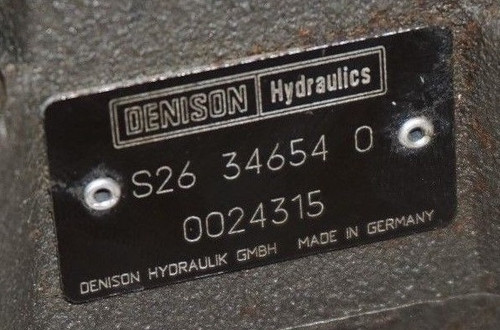 DENISON Hydraulics
S26 34654 0
0024315
DENISON HYDRAULIK GMBH MADE IN GERMANY